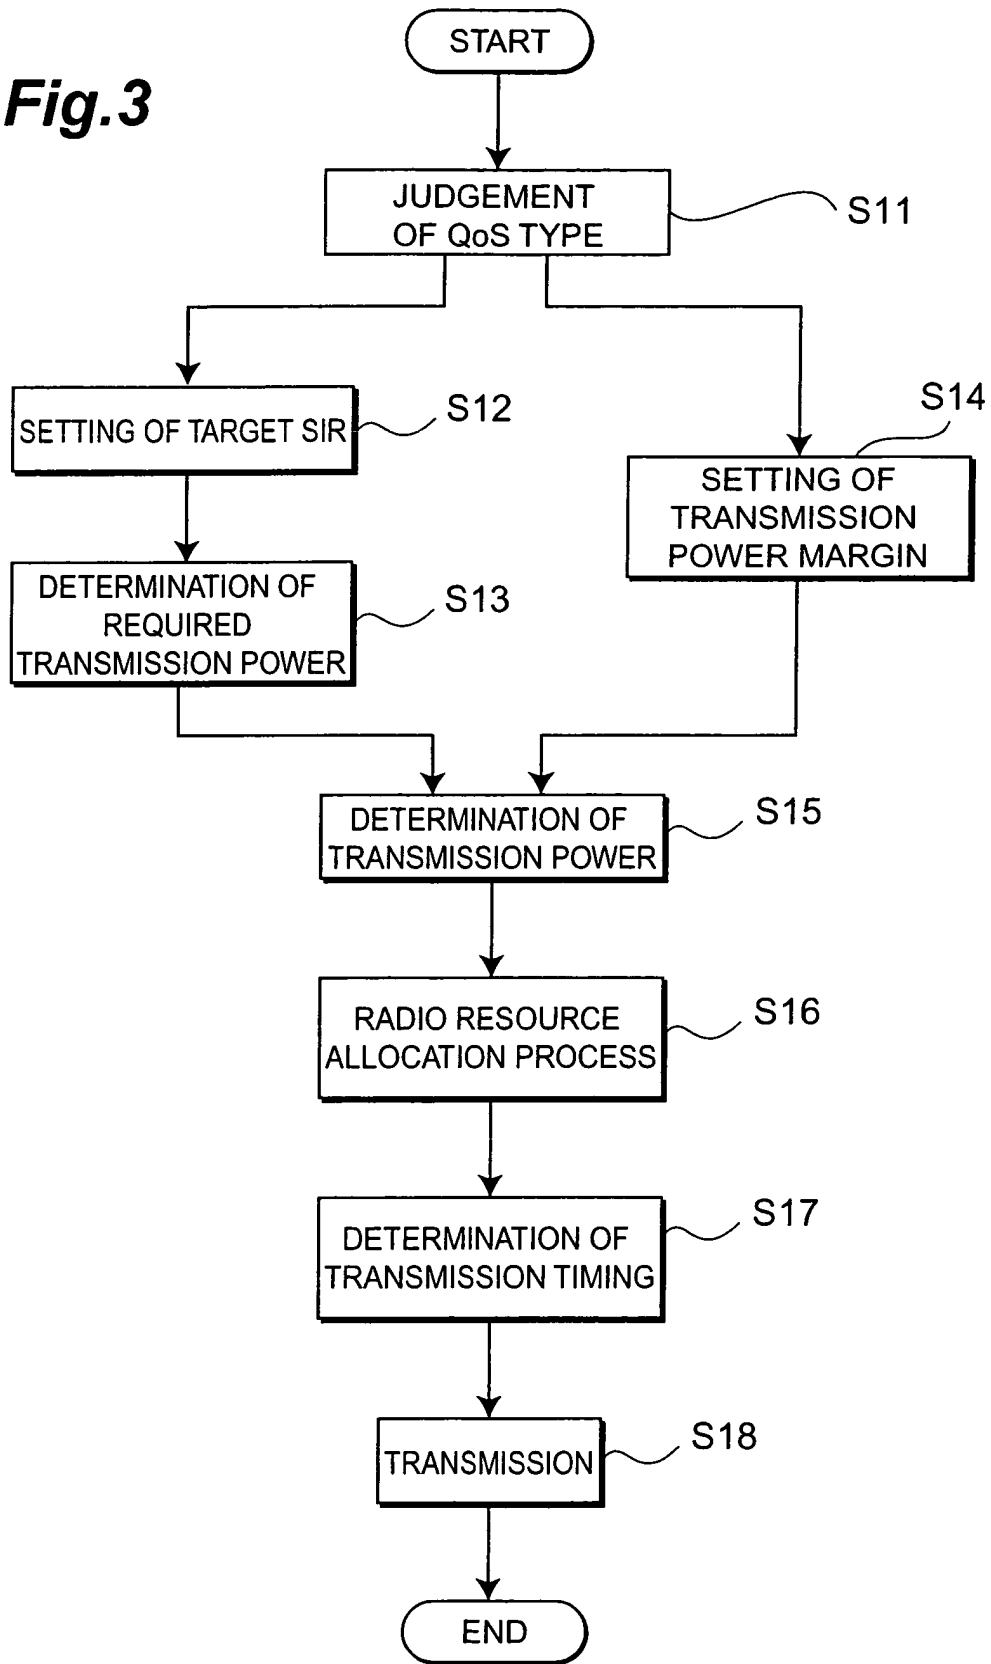 Fig.3
START
JUDGEMENT
OF QoS TYPE
S11
SETTING OF TARGET SIR
S12
DETERMINATION OF
REQUIRED
TRANSMISSION POWER
S13
SETTING OF
TRANSMISSION
POWER MARGIN
S14
DETERMINATION OF
TRANSMISSION POWER
S15
RADIO RESOURCE
ALLOCATION PROCESS
S16
DETERMINATION OF
TRANSMISSION TIMING
S17
TRANSMISSION
S18
END